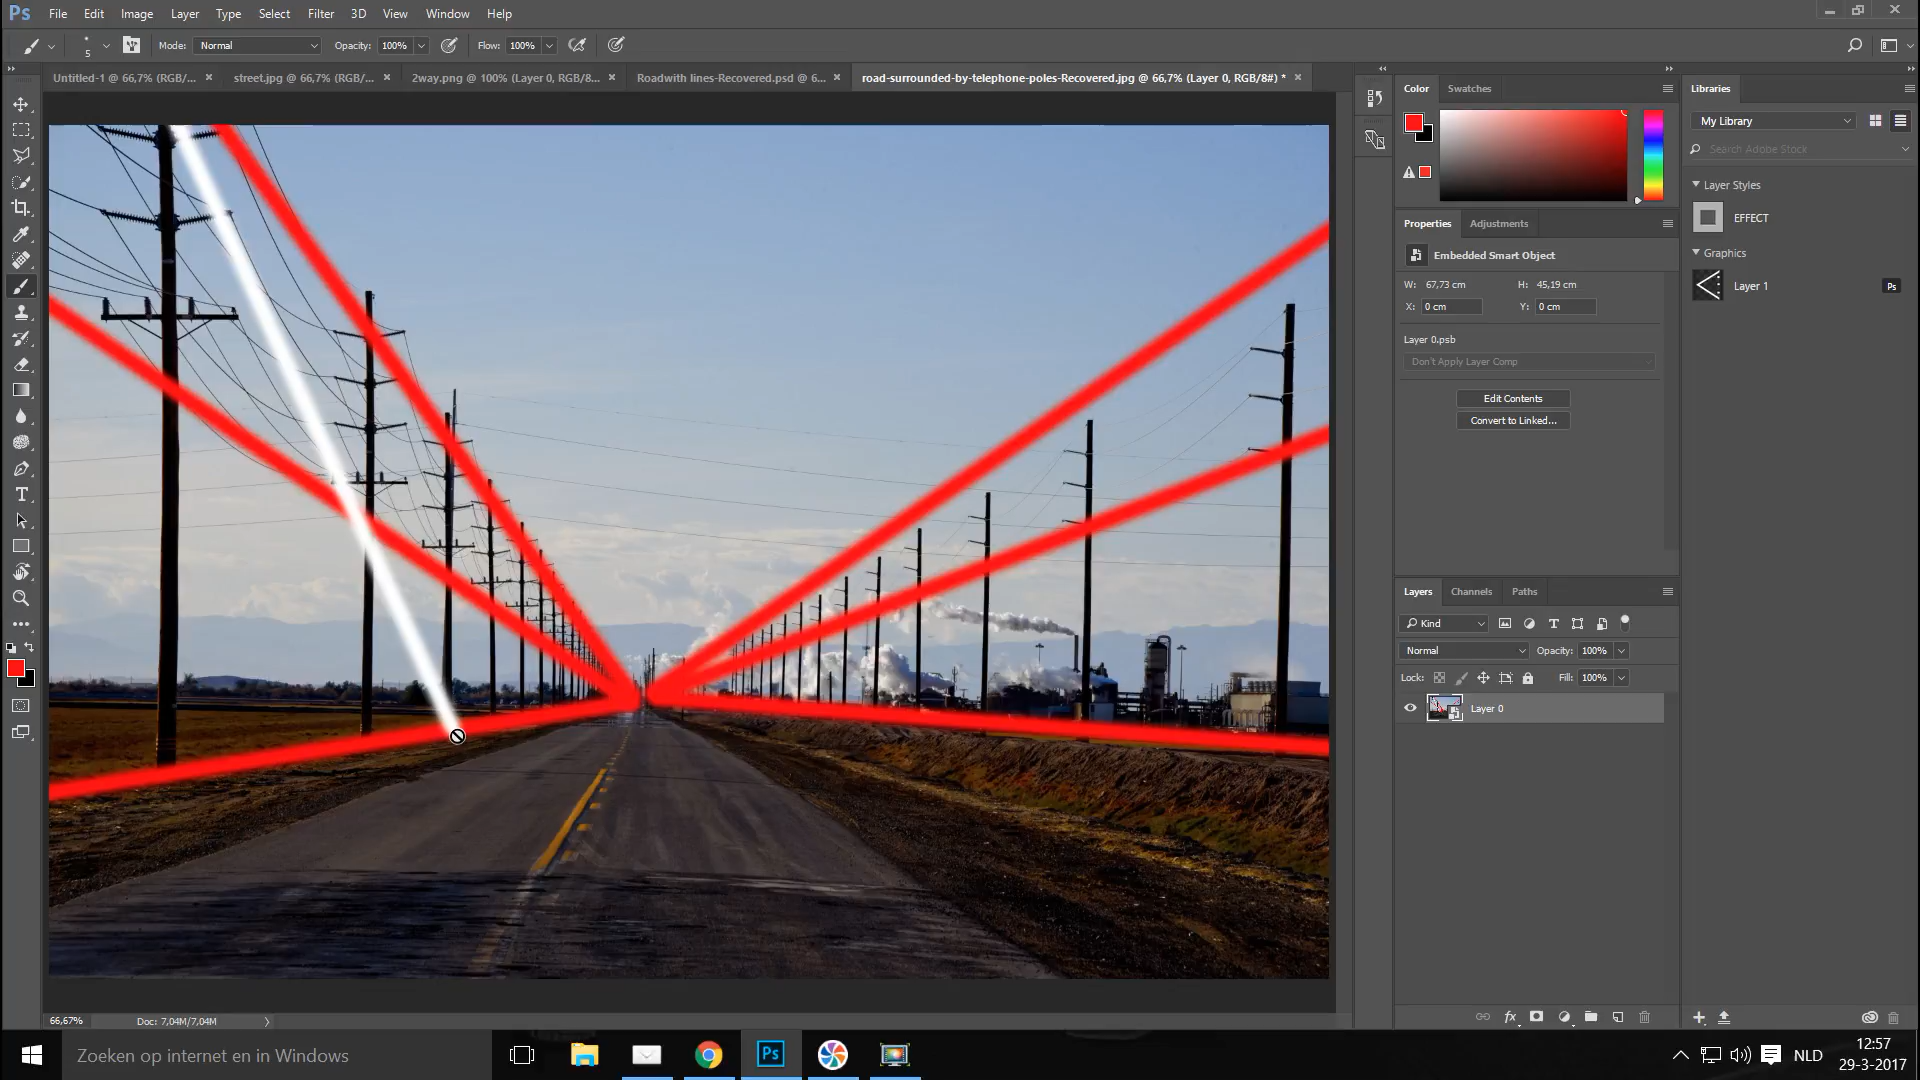 Ps File Edit Image Layer Type Select Filter 3D View Window Help
5 Mode: Normal Opacity: 100% Flow: 100%
Untitled-1 @ 66,7% (RGB/... × street.jpg @ 66,7% (RGB/... × 2way.png @ 100% (Layer 0, RGB/8... × Roadwith lines-Recovered.psd @ 6... × road-surrounded-by-telephone-poles-Recovered.jpg @ 66,7% (Layer 0, RGB/8#) * ×
Color Swatches
Libraries
My Library
Search Adobe Stock
Layer Styles
EFFECT
Graphics
Layer 1 Ps
Properties Adjustments
Embedded Smart Object
W: 67,73 cm H: 45,19 cm
X: 0 cm Y: 0 cm
Layer 0.psb
Don't Apply Layer Comp
Edit Contents
Convert to Linked...
Layers Channels Paths
Kind
Normal Opacity: 100%
Lock: Fill: 100%
Layer 0
fx
66,67% Doc: 7,04M/7,04M
Zoeken op internet en in Windows
Ps
NLD
12:57
29-3-2017